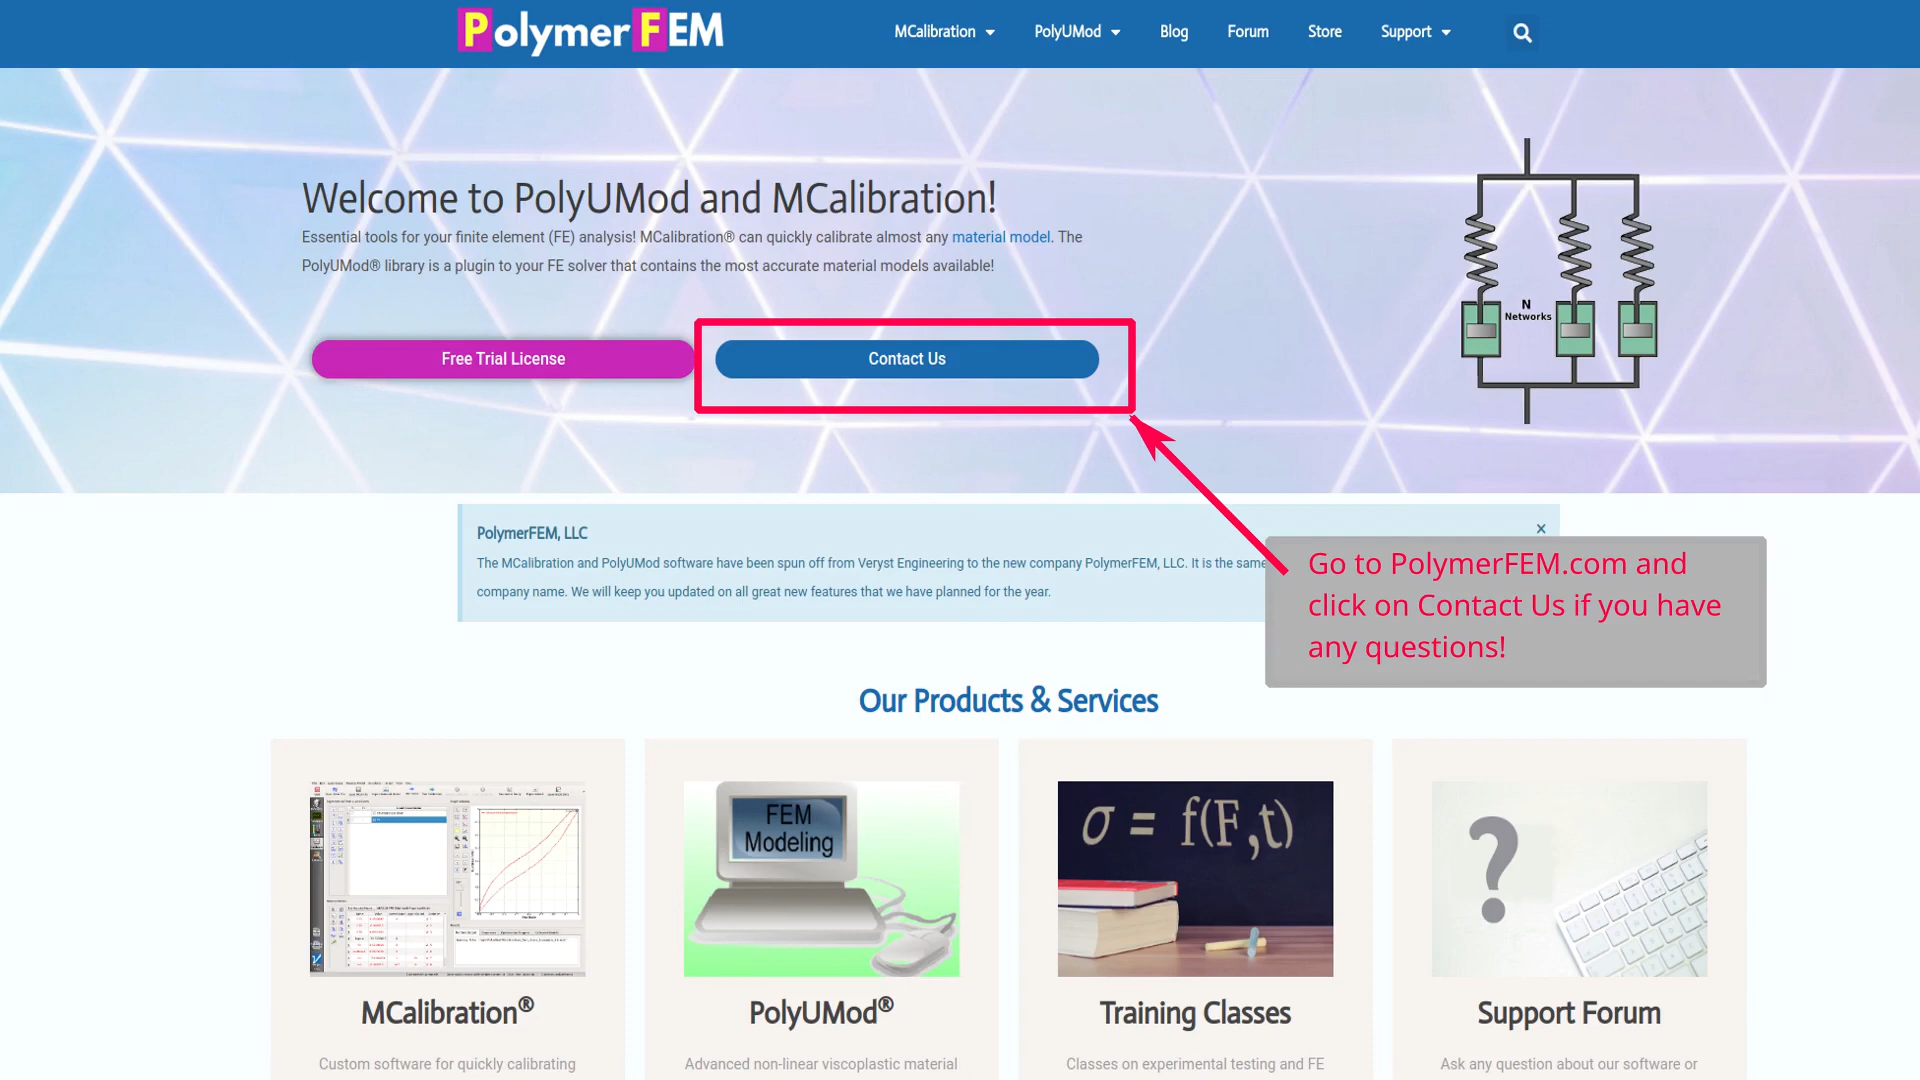 PolymerFEM
MCalibration
PolyUMod
Blog
Forum
Store
Support
Welcome to PolyUMod and MCalibration!
Essential tools for your finite element (FE) analysis! MCalibration® can quickly calibrate almost any material model. The
PolyUMod® library is a plugin to your FE solver that contains the most accurate material models available!
N
Networks
Free Trial License
Contact Us
PolymerFEM, LLC
×
The MCalibration and PolyUMod software have been spun off from Veryst Engineering to the new company PolymerFEM, LLC. It is the same
company name. We will keep you updated on all great new features that we have planned for the year.
Go to PolymerFEM.com and
click on Contact Us if you have
any questions!
Our Products & Services
FEM
Modeling
σ = f(F,t)
?
MCalibration®
PolyUMod®
Training Classes
Support Forum
Custom software for quickly calibrating
Advanced non-linear viscoplastic material
Classes on experimental testing and FE
Ask any question about our software or